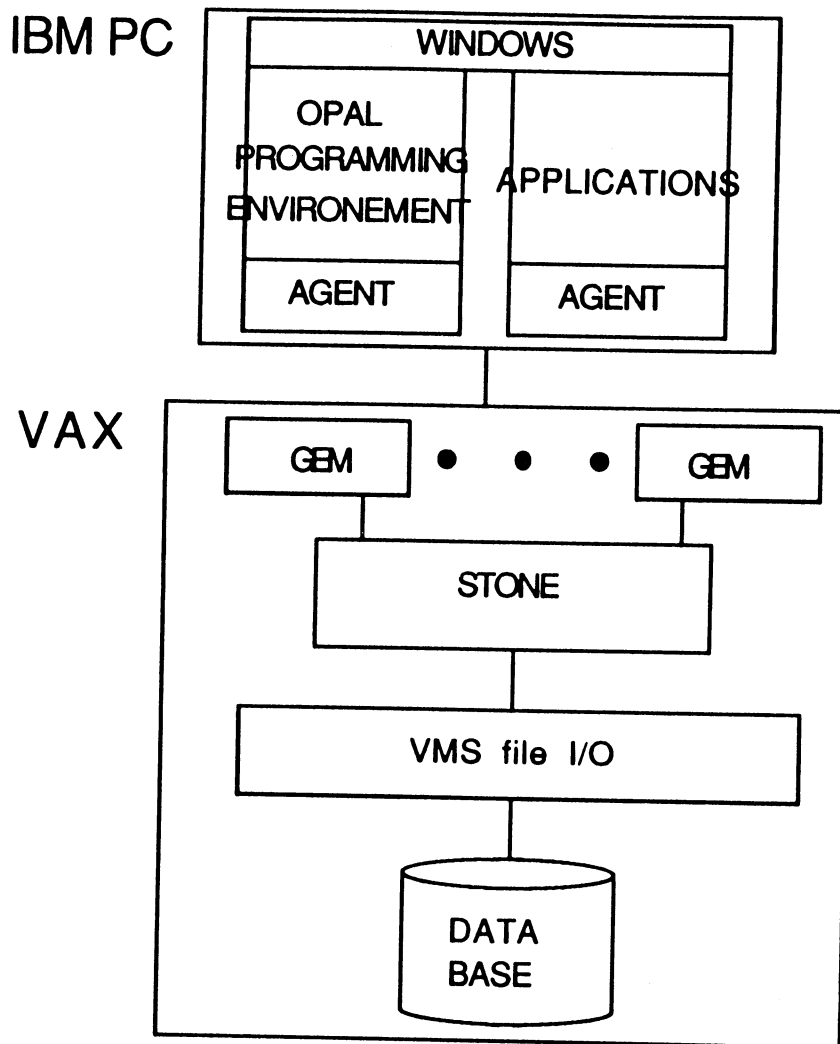 IBM PC
WINDOWS
OPAL
PROGRAMMING
ENVIRONEMENT
APPLICATIONS
AGENT
AGENT
VAX
GEM
GEM
STONE
VMS file I/O
DATA
BASE